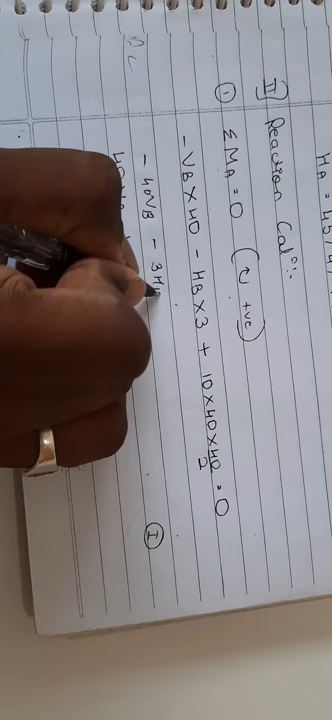 HA = 45/4
II] Reaction Calⁿ:-
① ΣMA = 0 (↻ +ve)
- VB × 40 - HB × 3 + 10 × 40 × 40/2 = 0
- 40VB - 3H
Ⓘ